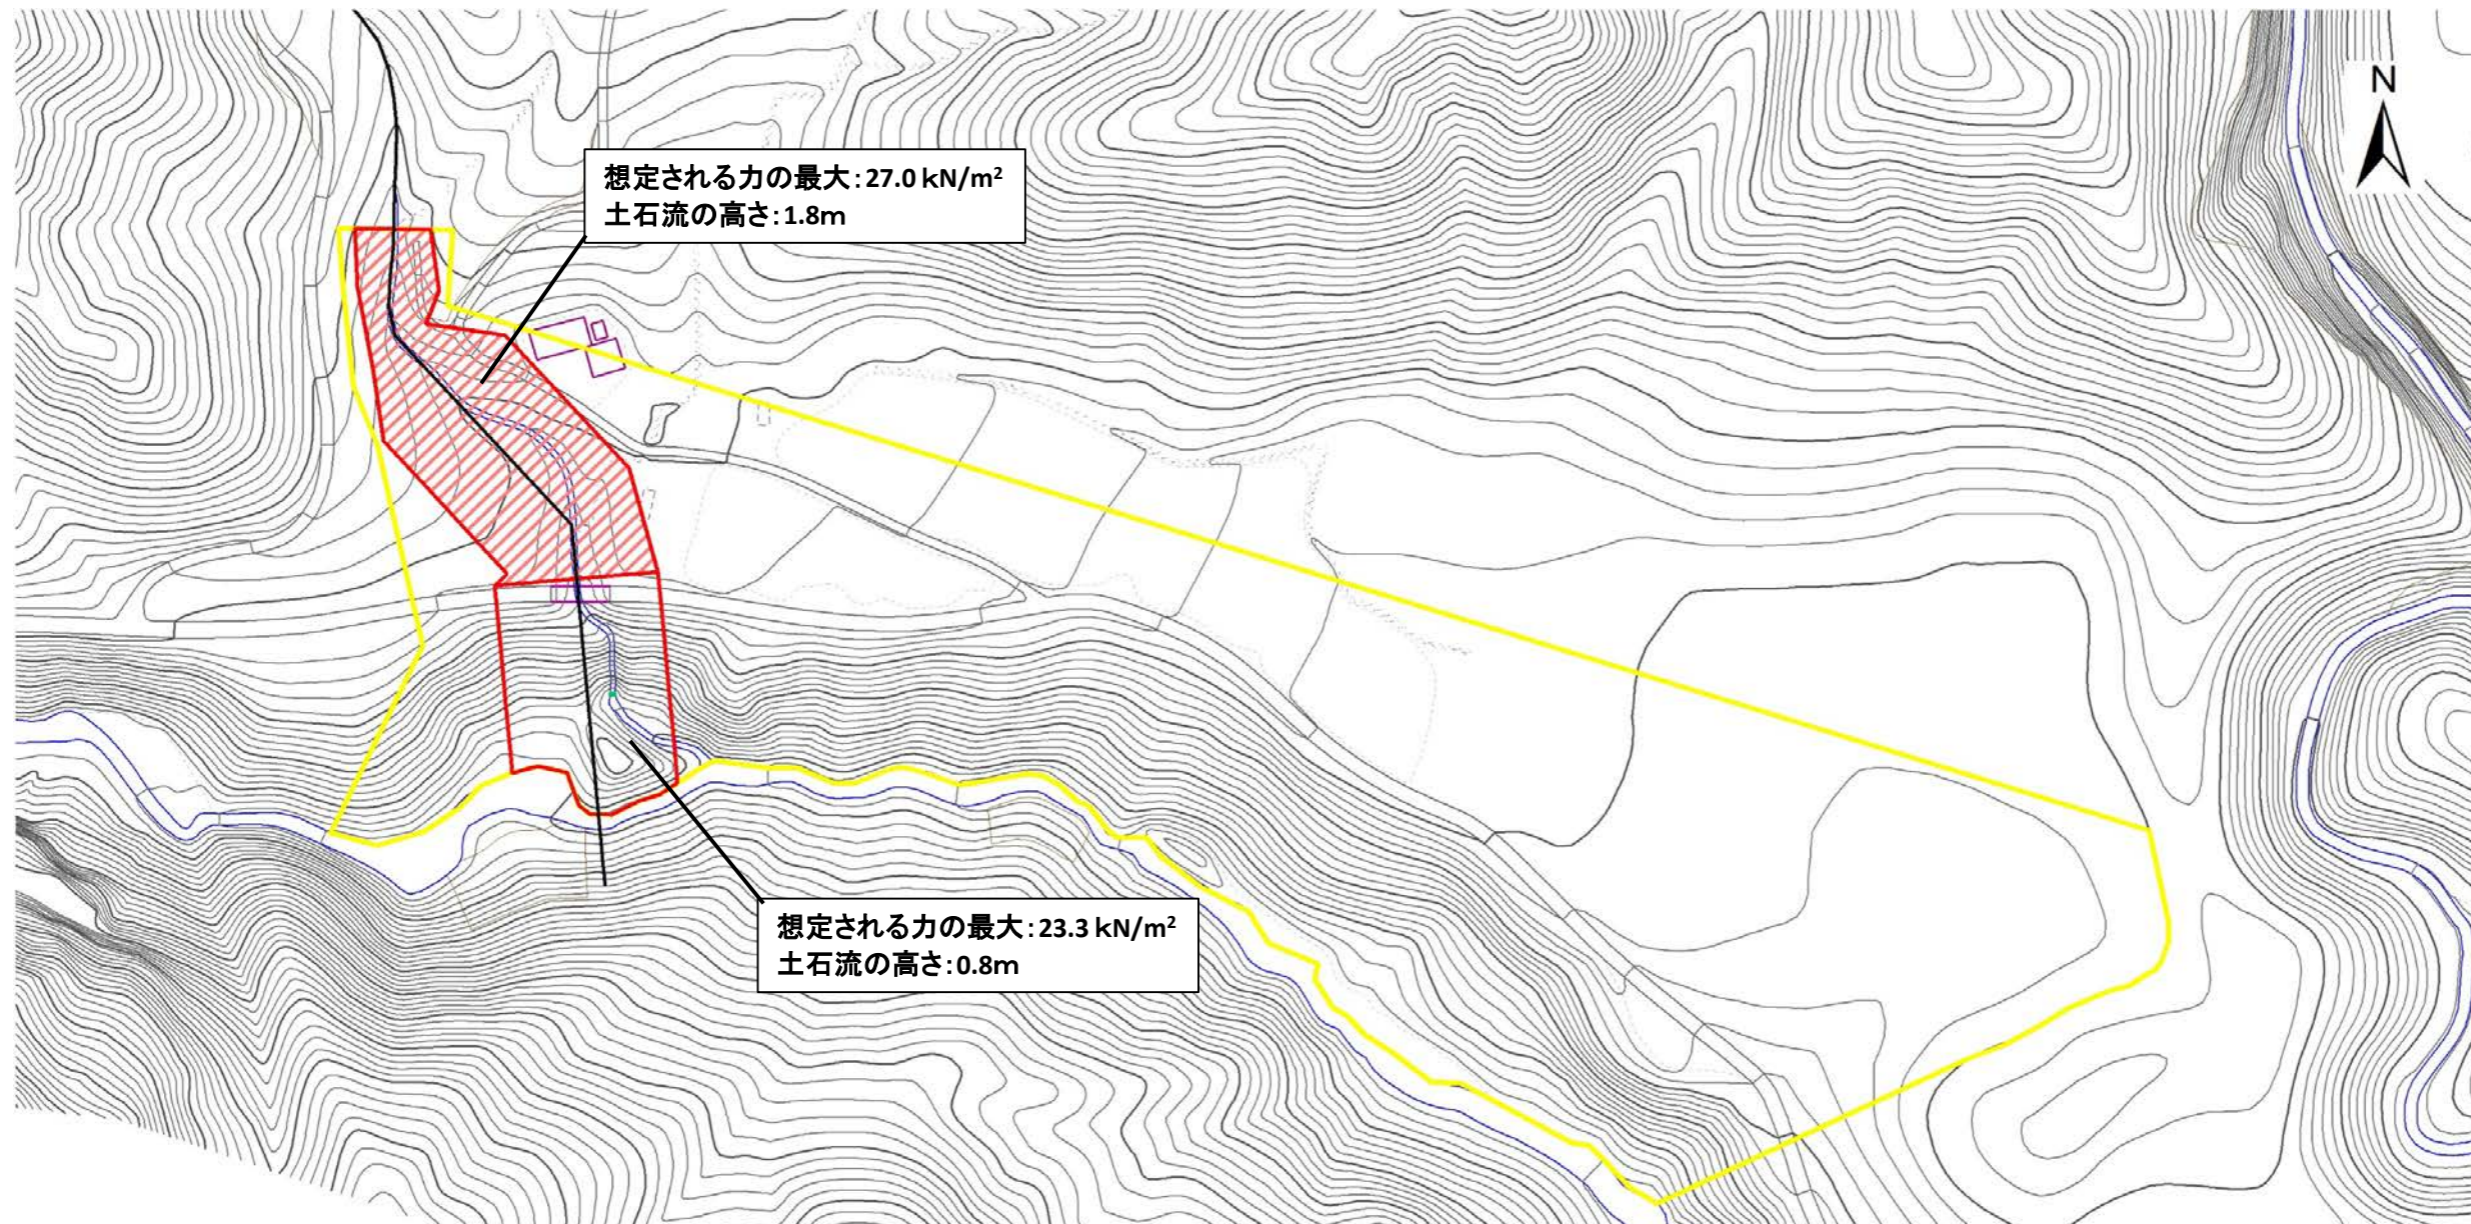 N
想定される力の最大:27.0 kN/m²
土石流の高さ:1.8m
想定される力の最大:23.3 kN/m²
土石流の高さ:0.8m